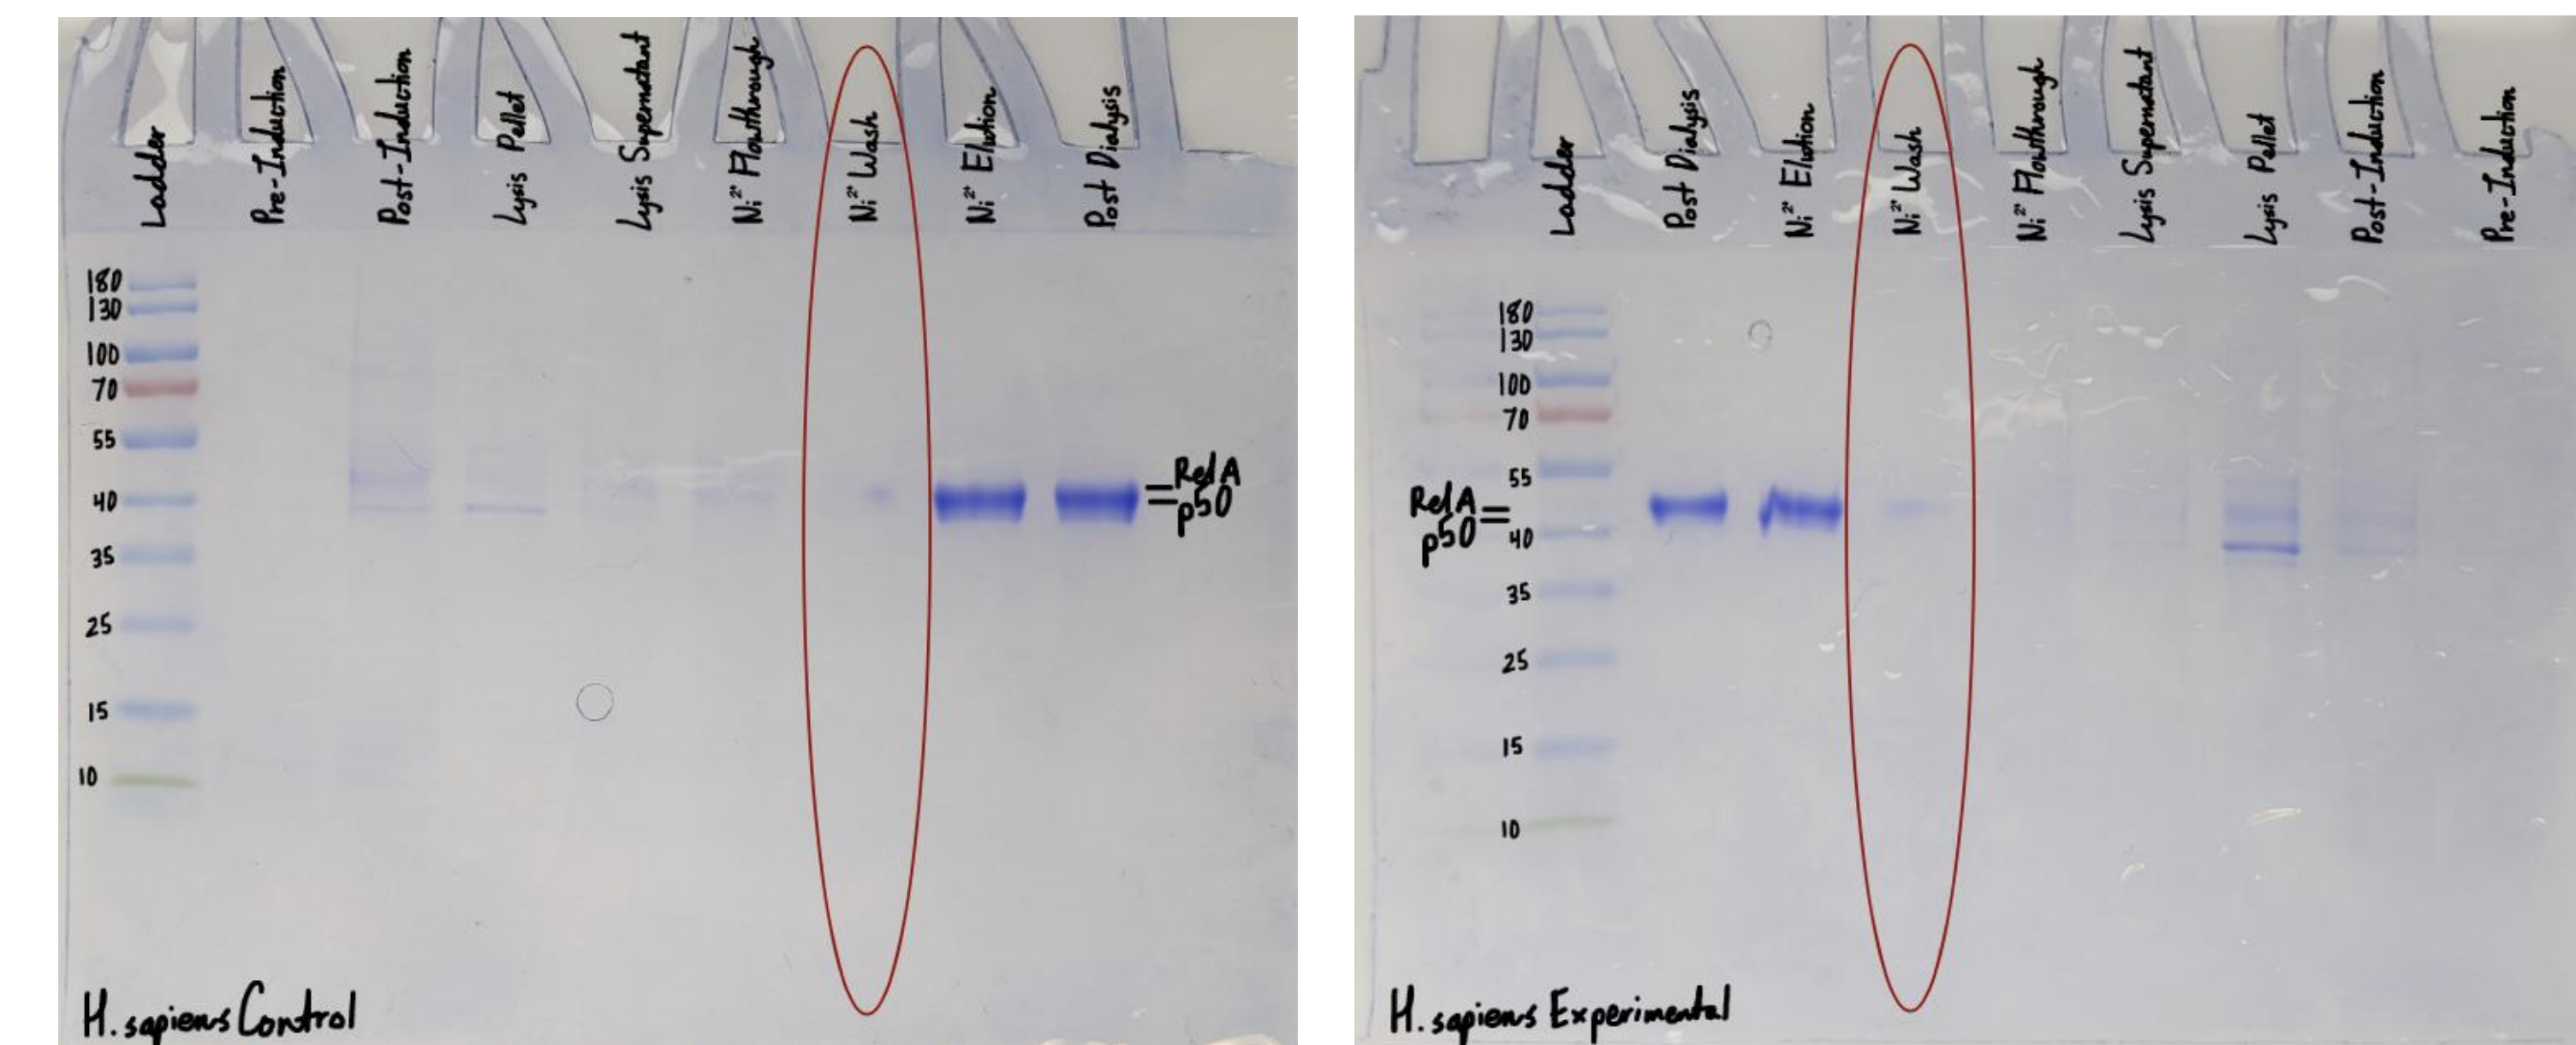 Ladder
Pre-Induction
Post-Induction
Lysis Pellet
Lysis Supernatant
Ni²⁺ Flowthrough
Ni²⁺ Wash
Ni²⁺ Elution
Post Dialysis
180
130
100
70
55
40
35
25
15
10
RelA
p50
H. sapiens Control
Ladder
Post Dialysis
Ni²⁺ Elution
Ni²⁺ Wash
Ni²⁺ Flowthrough
Lysis Supernatant
Lysis Pellet
Post-Induction
Pre-Induction
180
130
100
70
55
40
35
25
15
10
RelA
p50
H. sapiens Experimental